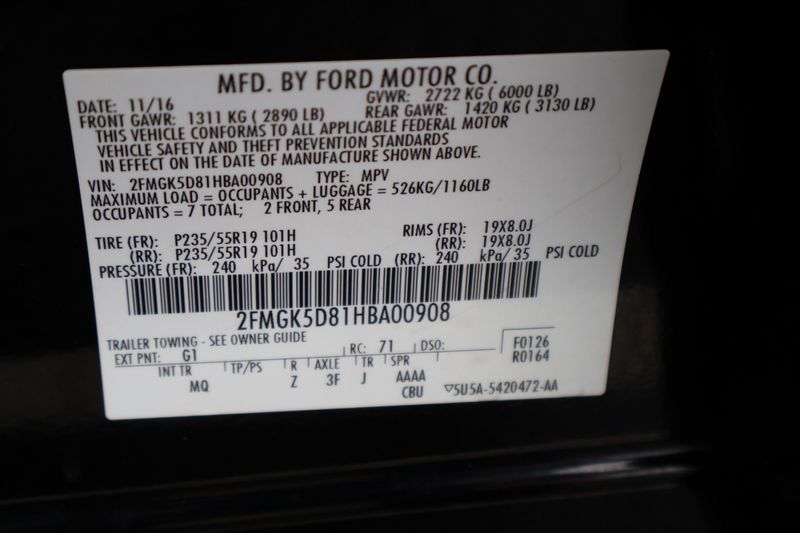 MFD. BY FORD MOTOR CO.
DATE: 11/16 GVWR: 2722 KG ( 6000 LB)
FRONT GAWR: 1311 KG ( 2890 LB) REAR GAWR: 1420 KG ( 3130 LB)
THIS VEHICLE CONFORMS TO ALL APPLICABLE FEDERAL MOTOR
VEHICLE SAFETY AND THEFT PREVENTION STANDARDS
IN EFFECT ON THE DATE OF MANUFACTURE SHOWN ABOVE.
VIN: 2FMGK5D81HBA00908 TYPE: MPV
MAXIMUM LOAD = OCCUPANTS + LUGGAGE = 526KG/1160LB
OCCUPANTS = 7 TOTAL; 2 FRONT, 5 REAR
TIRE (FR): P235/55R19 101H RIMS (FR): 19X8.0J
(RR): P235/55R19 101H (RR): 19X8.0J
PRESSURE (FR): 240 kPa/ 35 PSI COLD (RR): 240 kPa/ 35 PSI COLD
2FMGK5D81HBA00908
TRAILER TOWING - SEE OWNER GUIDE
EXT PNT: G1 RC: 71 DSO: F0126
R0164
INT TR TP/PS R AXLE TR SPR
MQ Z 3F J AAAA
CBU ▽5U5A-5420472-AA